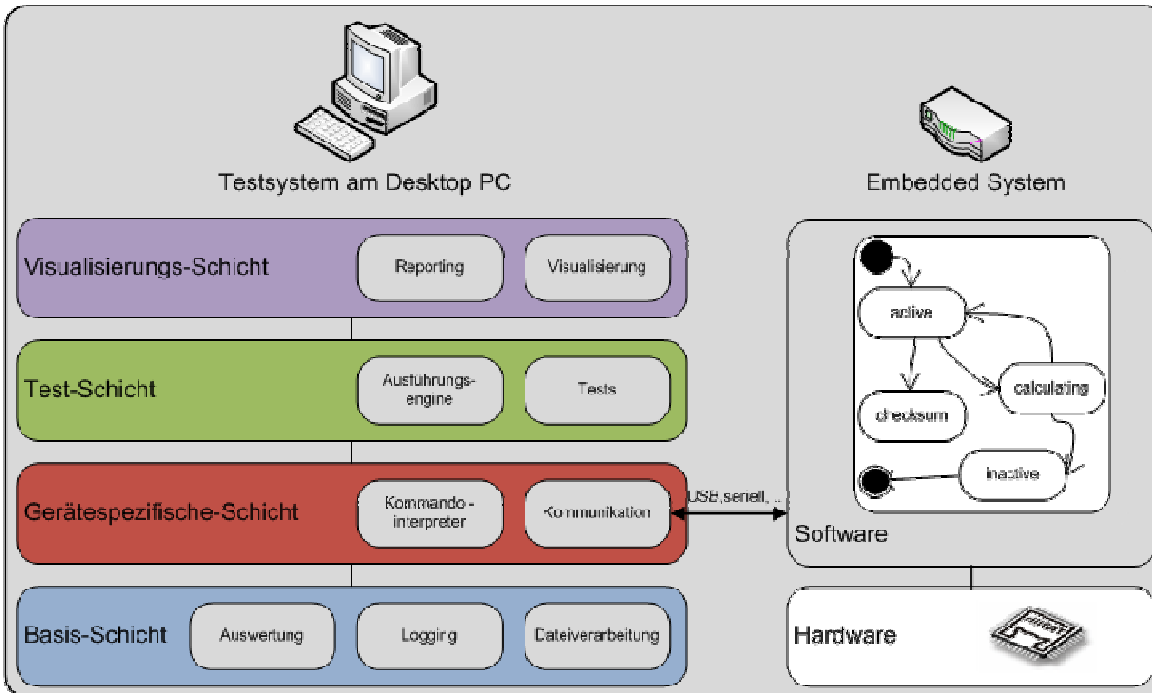 Testsystem am Desktop PC
Embedded System
Visualisierungs-Schicht
Reporting
Visualisierung
Test-Schicht
Ausführungs-
engine
Tests
Gerätespezifische-Schicht
Kommando-
interpreter
Kommunikation
USB,seriell, ..
Basis-Schicht
Auswertung
Logging
Dateiverarbeitung
active
calculating
checksum
inactive
Software
Hardware